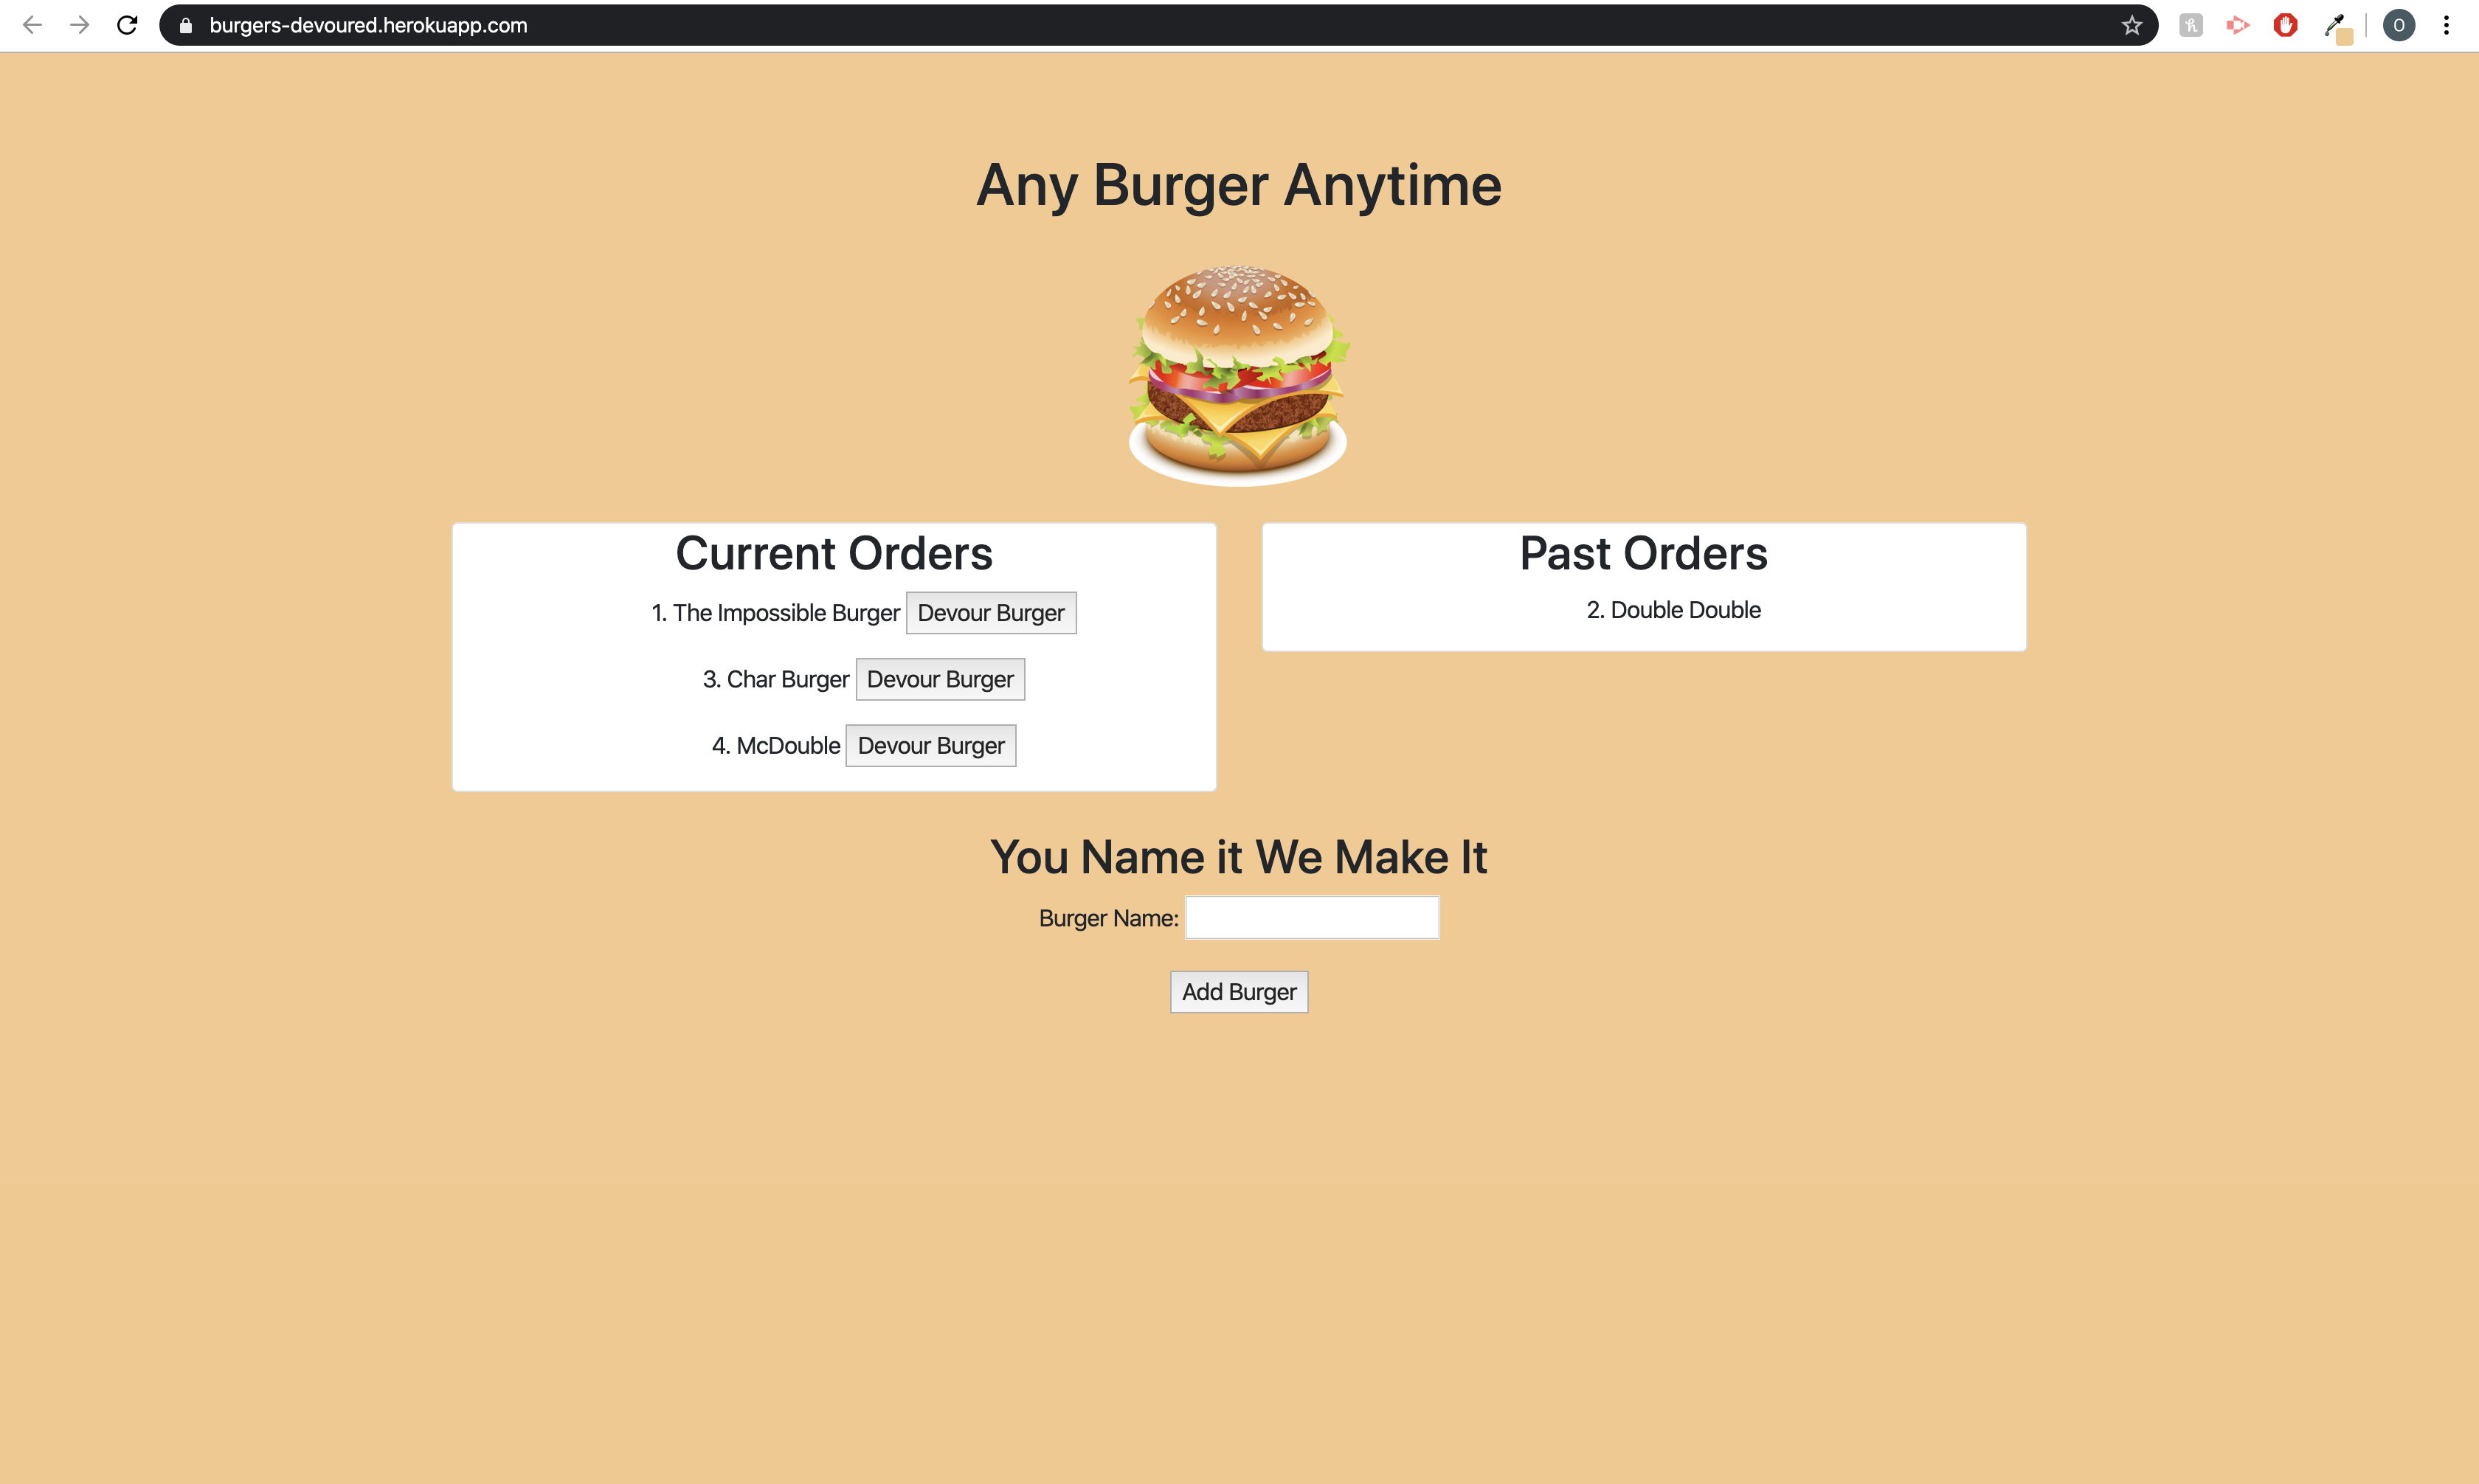 burgers-devoured.herokuapp.com
O
Any Burger Anytime
Current Orders
1. The Impossible Burger Devour Burger
3. Char Burger Devour Burger
4. McDouble Devour Burger
Past Orders
2. Double Double
You Name it We Make It
Burger Name:
Add Burger